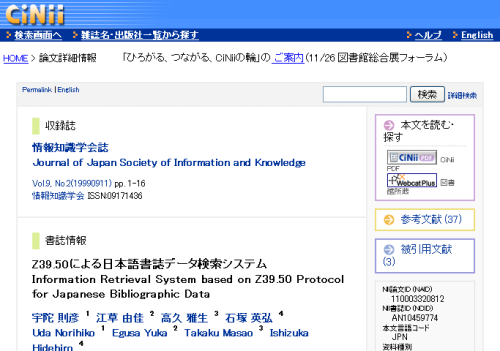 CiNii
検索画面へ 雑誌名・出版社一覧から探す ヘルプ English
HOME > 論文詳細情報 「ひろがる、つながる、CiNiiの輪」の ご案内(11/26 図書館総合展フォーラム)
Permalink | English
検索 詳細検索
収録誌
情報知識学会誌
Journal of Japan Society of Information and Knowledge
Vol.9, No.2(19990911) pp. 1-16
情報知識学会 ISSN:09171436
書誌情報
Z39.50による日本語書誌データ検索システム
Information Retrieval System based on Z39.50 Protocol
for Japanese Bibliographic Data
宇陀 則彦 1 江草 由佳 2 高久 雅生 3 石塚 英弘 4
Uda Norihiko 1 Egusa Yuka 2 Takaku Masao 3 Ishizuka
Hidehiro 4
本文を読む・
探す
CiNii PDF CiNii
PDF
Webcat Plus 図書
館所蔵
参考文献 (37)
被引用文献
(3)
NII論文ID(NAID)
110003320812
NII書誌ID(NCID)
AN10459774
本文言語コード
JPN
資料種別